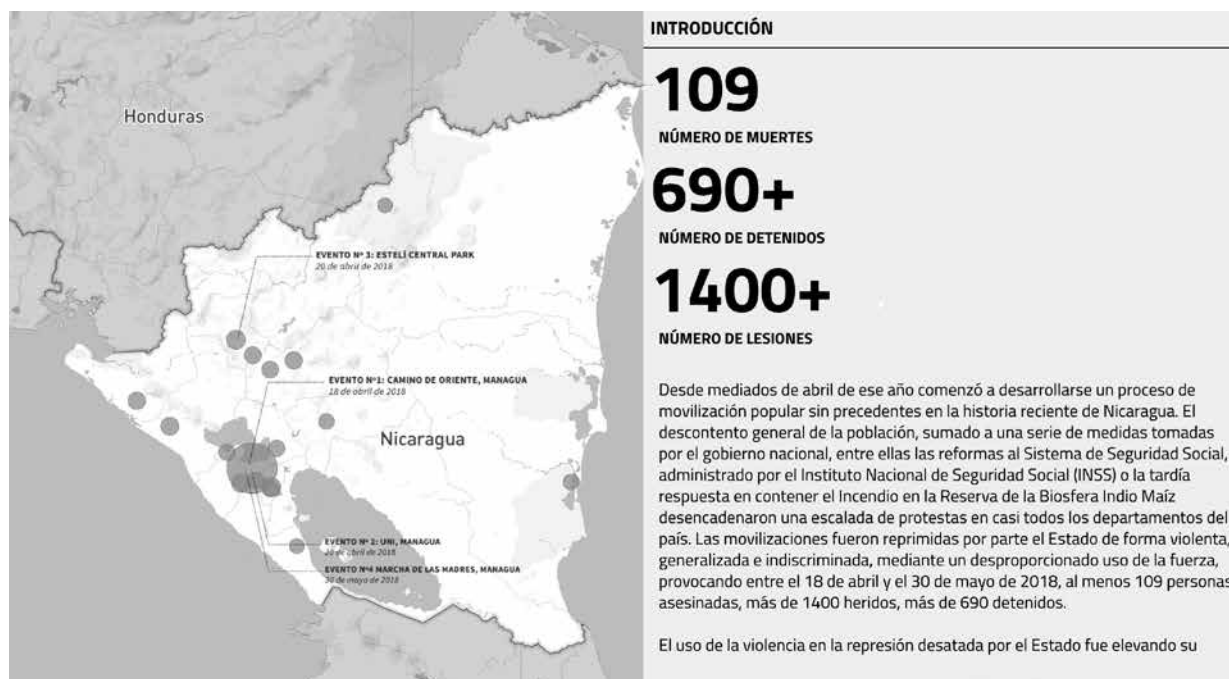 Honduras
EVENTO Nº 3: ESTELÍ CENTRAL PARK
20 de abril de 2018
EVENTO Nº1: CAMINO DE ORIENTE, MANAGUA
18 de abril de 2018
Nicaragua
EVENTO Nº 2: UNI, MANAGUA
20 de abril de 2018
EVENTO Nº4 MARCHA DE LAS MADRES, MANAGUA
30 de mayo de 2018
INTRODUCCIÓN
109
NÚMERO DE MUERTES
690+
NÚMERO DE DETENIDOS
1400+
NÚMERO DE LESIONES
Desde mediados de abril de ese año comenzó a desarrollarse un proceso de
movilización popular sin precedentes en la historia reciente de Nicaragua. El
descontento general de la población, sumado a una serie de medidas tomadas
por el gobierno nacional, entre ellas las reformas al Sistema de Seguridad Social,
administrado por el Instituto Nacional de Seguridad Social (INSS) o la tardía
respuesta en contener el Incendio en la Reserva de la Biosfera Indio Maíz
desencadenaron una escalada de protestas en casi todos los departamentos del
país. Las movilizaciones fueron reprimidas por parte el Estado de forma violenta,
generalizada e indiscriminada, mediante un desproporcionado uso de la fuerza,
provocando entre el 18 de abril y el 30 de mayo de 2018, al menos 109 personas
asesinadas, más de 1400 heridos, más de 690 detenidos.
El uso de la violencia en la represión desatada por el Estado fue elevando su